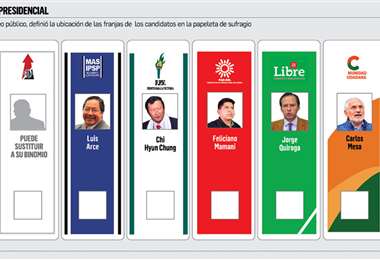 PRESIDENCIAL
o público, definió la ubicación de las franjas de los candidatos en la papeleta de sufragio
PUEDE
SUSTITUIR
A SU BINOMIO
MAS
IPSP
Luis
Arce
FPV
Chi
Hyun Chung
Feliciano
Mamani
Libre
Jorge
Quiroga
C
COMUNIDAD
CIUDADANA
Carlos
Mesa